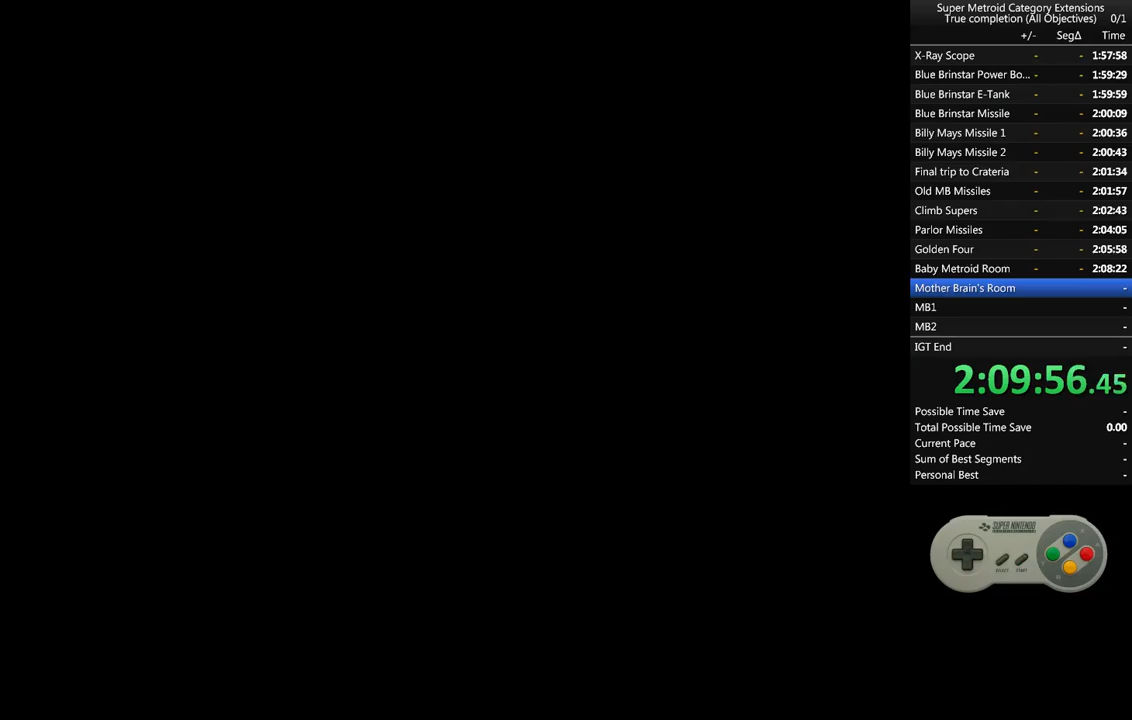 Super Metroid Category Extensions
True completion (All Objectives) 0/1
+/- SegΔ Time
X-Ray Scope - - 1:57:58
Blue Brinstar Power Bo... - - 1:59:29
Blue Brinstar E-Tank - - 1:59:59
Blue Brinstar Missile - - 2:00:09
Billy Mays Missile 1 - - 2:00:36
Billy Mays Missile 2 - - 2:00:43
Final trip to Crateria - - 2:01:34
Old MB Missiles - - 2:01:57
Climb Supers - - 2:02:43
Parlor Missiles - - 2:04:05
Golden Four - - 2:05:58
Baby Metroid Room - - 2:08:22
Mother Brain's Room -
MB1 -
MB2 -
IGT End -
2:09:56.45
Possible Time Save -
Total Possible Time Save 0.00
Current Pace -
Sum of Best Segments -
Personal Best -
SUPER NINTENDO
SELECT START